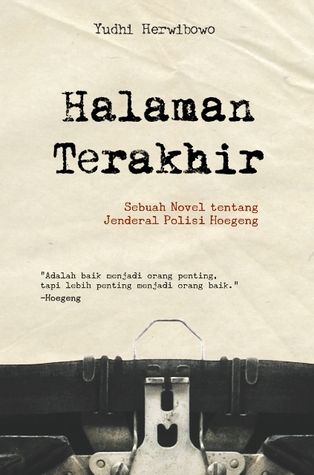 Yudhi Herwibowo
Halaman
Terakhir
Sebuah Novel tentang
Jenderal Polisi Hoegeng
"Adalah baik menjadi orang penting,
tapi lebih penting menjadi orang baik."
-Hoegeng